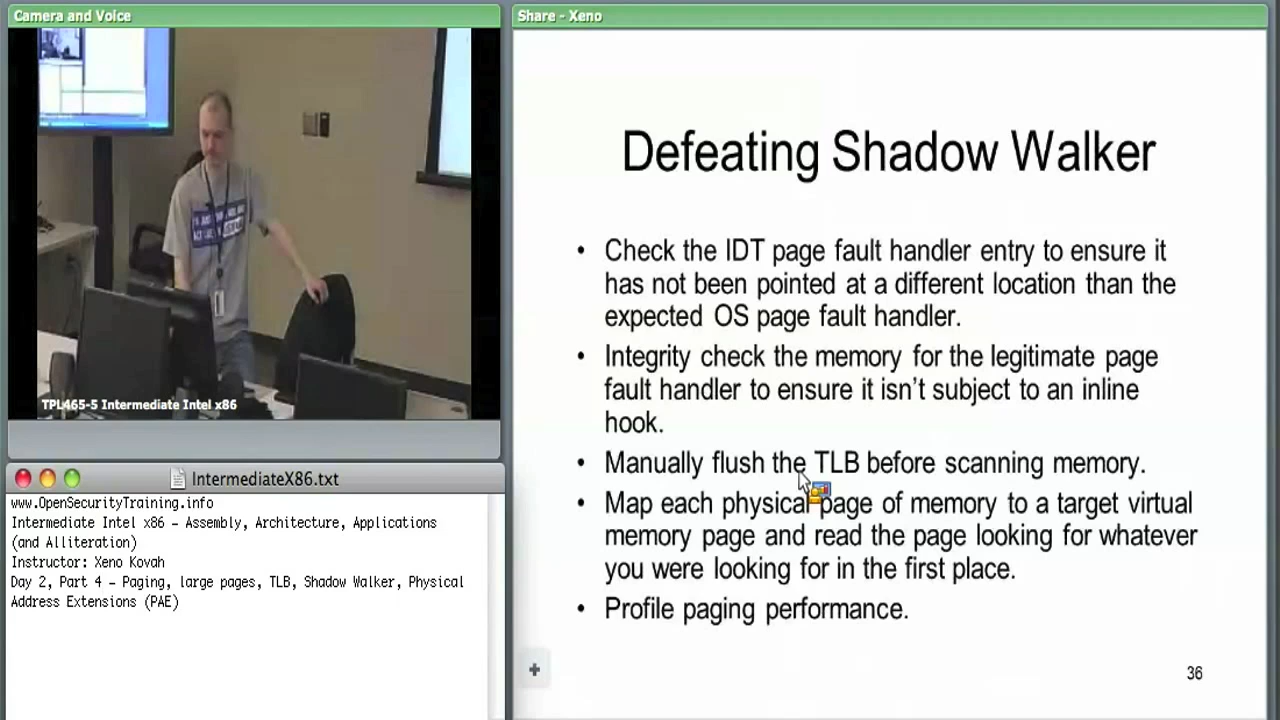 Camera and Voice
TPL465-5 Intermediate Intel x86
IntermediateX86.txt
www.OpenSecurityTraining.info
Intermediate Intel x86 – Assembly, Architecture, Applications
(and Alliteration)
Instructor: Xeno Kovah
Day 2, Part 4 – Paging, large pages, TLB, Shadow Walker, Physical
Address Extensions (PAE)
Share - Xeno
Defeating Shadow Walker
• Check the IDT page fault handler entry to ensure it
has not been pointed at a different location than the
expected OS page fault handler.
• Integrity check the memory for the legitimate page
fault handler to ensure it isn’t subject to an inline
hook.
• Manually flush the TLB before scanning memory.
• Map each physical page of memory to a target virtual
memory page and read the page looking for whatever
you were looking for in the first place.
• Profile paging performance.
36